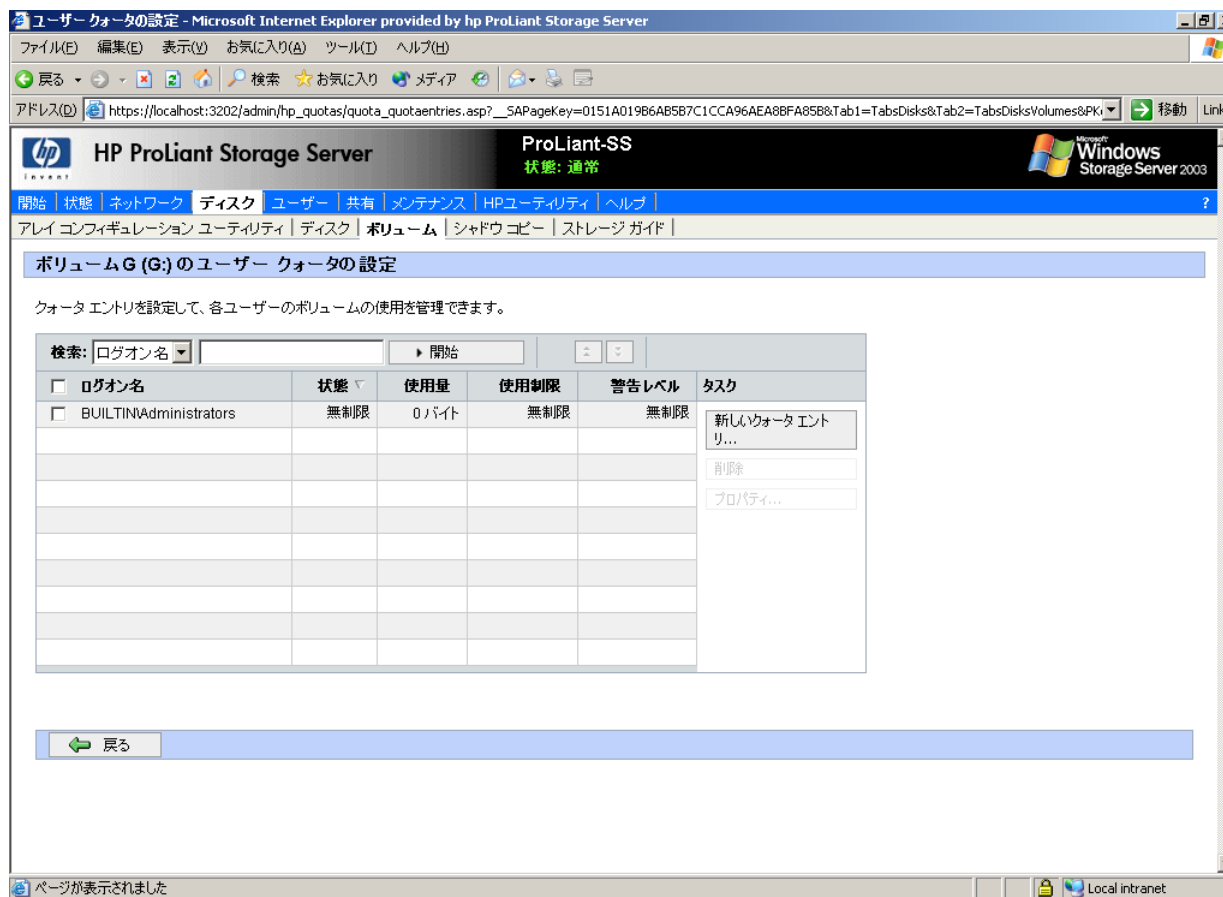 ユーザー クォータの設定 - Microsoft Internet Explorer provided by hp ProLiant Storage Server
ファイル(F) 編集(E) 表示(V) お気に入り(A) ツール(T) ヘルプ(H)
戻る 検索 お気に入り メディア
アドレス(D) https://localhost:3202/admin/hp_quotas/quota_quotaentries.asp?__SAPageKey=0151A019B6AB5B7C1CCA96AEA8BFA85B&Tab1=TabsDisks&Tab2=TabsDisksVolumes&PK 移動 Link
hp invent HP ProLiant Storage Server ProLiant-SS Microsoft Windows Storage Server 2003
状態: 通常
開始 状態 ネットワーク ディスク ユーザー 共有 メンテナンス HPユーティリティ ヘルプ ?
アレイ コンフィギュレーション ユーティリティ ディスク ボリューム シャドウ コピー ストレージ ガイド
ボリューム G (G:) のユーザー クォータの設定
クォータ エントリを設定して、各ユーザーのボリュームの使用を管理できます。
検索: ログオン名 開始
ログオン名 状態 使用量 使用制限 警告レベル タスク
BUILTIN\Administrators 無制限 0 バイト 無制限 無制限
新しいクォータ エント
リ...
削除
プロパティ...
戻る
ページが表示されました Local intranet